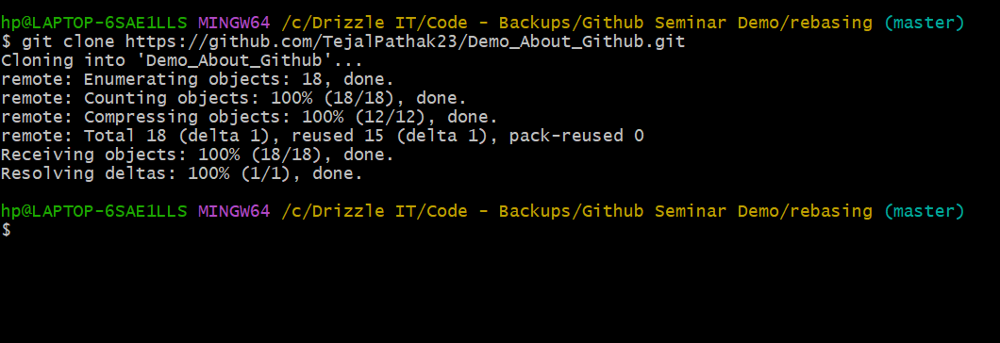 hp@LAPTOP-6SAE1LLS MINGW64 /c/Drizzle IT/Code - Backups/Github Seminar Demo/rebasing (master)
$ git clone https://github.com/TejalPathak23/Demo_About_Github.git
Cloning into 'Demo_About_Github'...
remote: Enumerating objects: 18, done.
remote: Counting objects: 100% (18/18), done.
remote: Compressing objects: 100% (12/12), done.
remote: Total 18 (delta 1), reused 15 (delta 1), pack-reused 0
Receiving objects: 100% (18/18), done.
Resolving deltas: 100% (1/1), done.
hp@LAPTOP-6SAE1LLS MINGW64 /c/Drizzle IT/Code - Backups/Github Seminar Demo/rebasing (master)
$